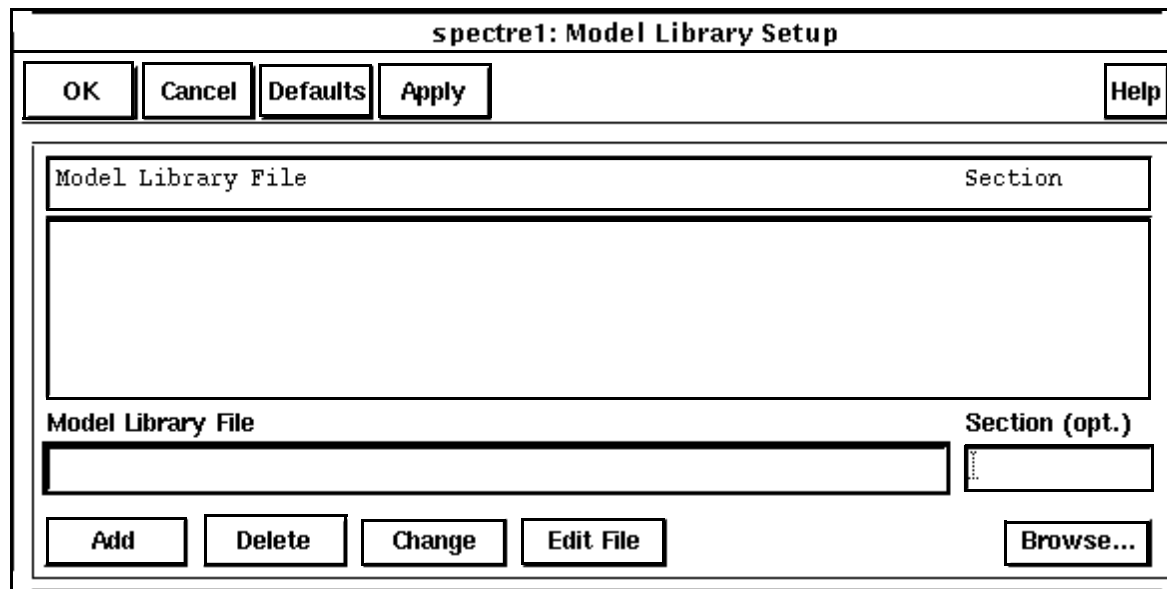 spectre1: Model Library Setup
OK Cancel Defaults Apply Help
Model Library File Section
Model Library File Section (opt.)
Add Delete Change Edit File Browse...